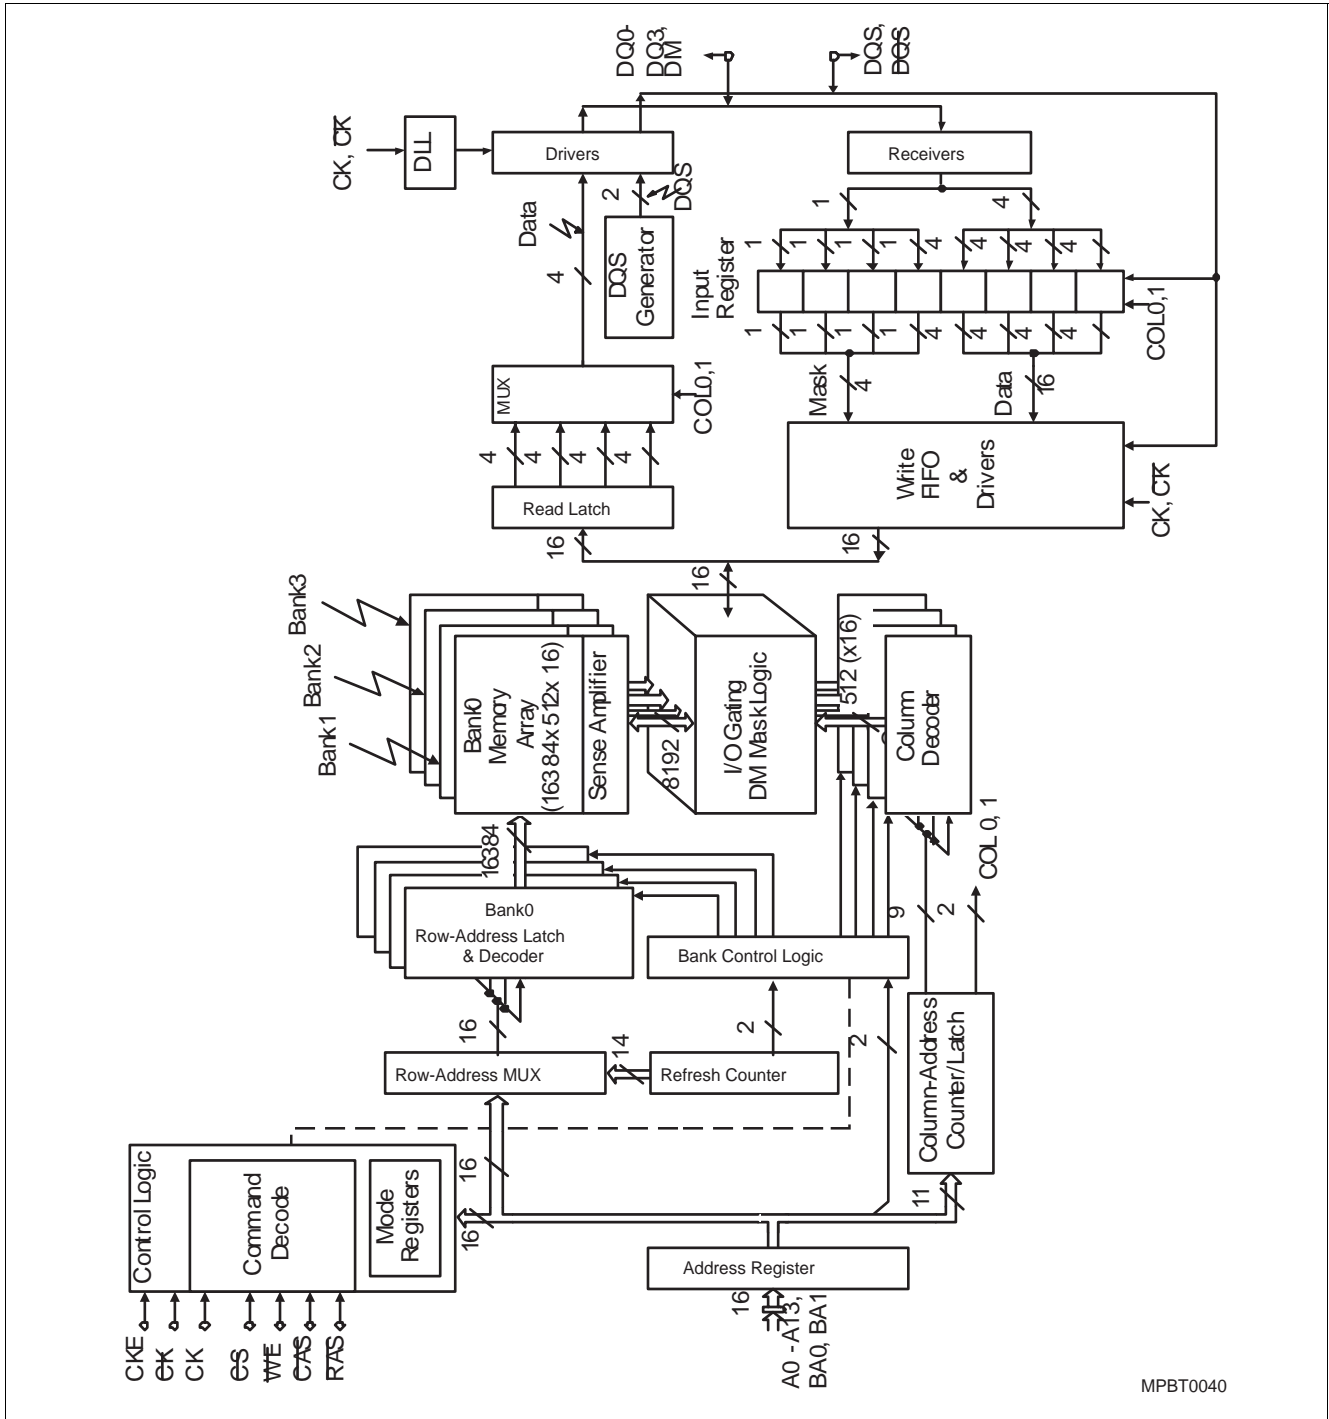 DQ0-
DQ3,
DM
DQS,
DQS
CK, CK
DLL
Drivers
Receivers
2
DQS
DQS
Generator
Data
4
1
4
Input
Register
1
1
1
1
4
4
4
4
1
1
1
1
4
4
4
4
COL0,1
Mask
4
Data
16
MUX
COL0,1
4
4
4
4
Read Latch
Write
FIFO
&
Drivers
CK, CK
16
16
16
Bank3
Bank2
Bank1
Bank0
Memory
Array
(16384x512x 16)
Sense Amplifier
8192
I/O Gating
DM Mask Logic
512 (x16)
Column
Decoder
16384
Bank0
Row-Address Latch
& Decoder
Bank Control Logic
9
2
COL 0, 1
16
2
2
Row-Address MUX
14
Refresh Counter
Column-Address
Counter/Latch
Control Logic
Command
Decode
Mode
Registers
16
16
11
Address Register
16
A0 - A13,
BA0, BA1
CKE
CK
CK
CS
WE
CAS
RAS
MPBT0040